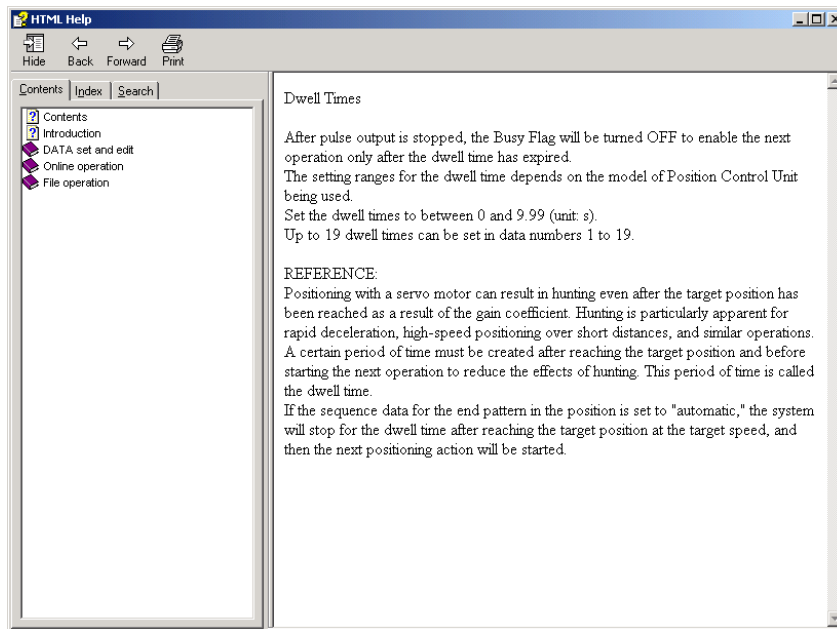 HTML Help
Hide Back Forward Print
Contents Index Search
Contents
Introduction
DATA set and edit
Online operation
File operation
Dwell Times
After pulse output is stopped, the Busy Flag will be turned OFF to enable the next
operation only after the dwell time has expired.
The setting ranges for the dwell time depends on the model of Position Control Unit
being used.
Set the dwell times to between 0 and 9.99 (unit: s).
Up to 19 dwell times can be set in data numbers 1 to 19.
REFERENCE:
Positioning with a servo motor can result in hunting even after the target position has
been reached as a result of the gain coefficient. Hunting is particularly apparent for
rapid deceleration, high-speed positioning over short distances, and similar operations.
A certain period of time must be created after reaching the target position and before
starting the next operation to reduce the effects of hunting. This period of time is called
the dwell time.
If the sequence data for the end pattern in the position is set to "automatic," the system
will stop for the dwell time after reaching the target position at the target speed, and
then the next positioning action will be started.